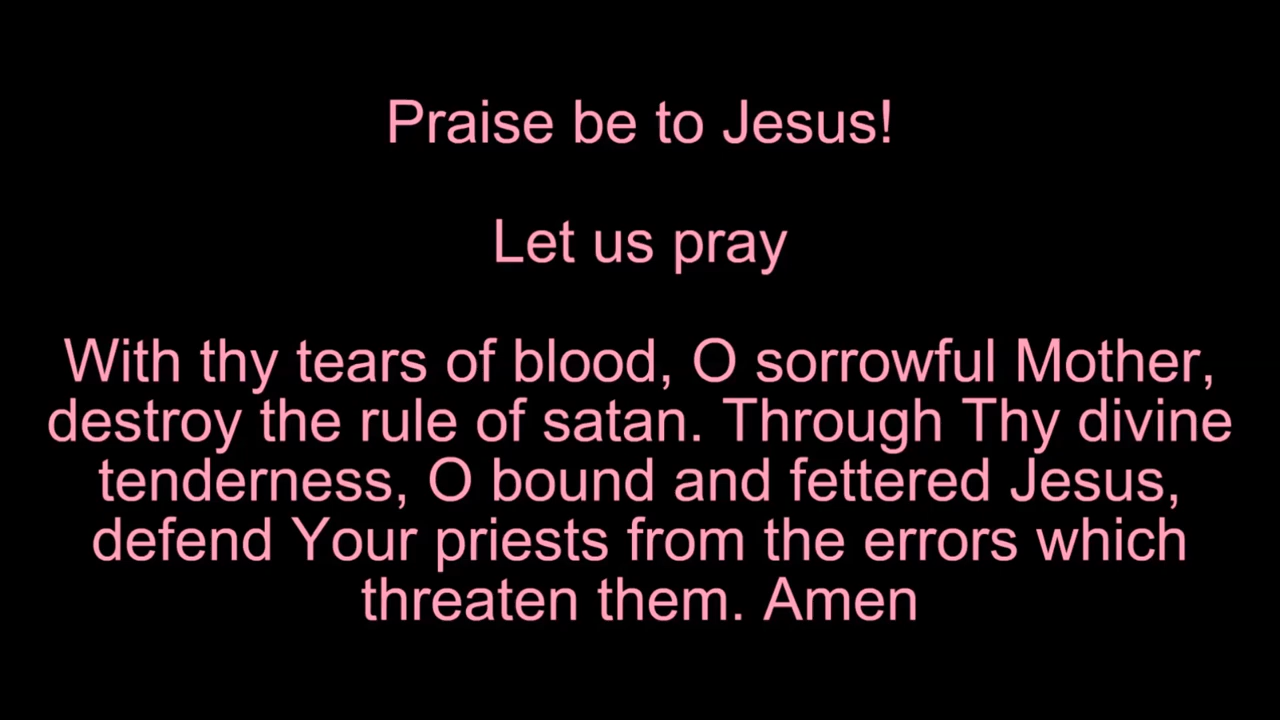 Praise be to Jesus!
Let us pray
With thy tears of blood, O sorrowful Mother,
destroy the rule of satan. Through Thy divine
tenderness, O bound and fettered Jesus,
defend Your priests from the errors which
threaten them. Amen